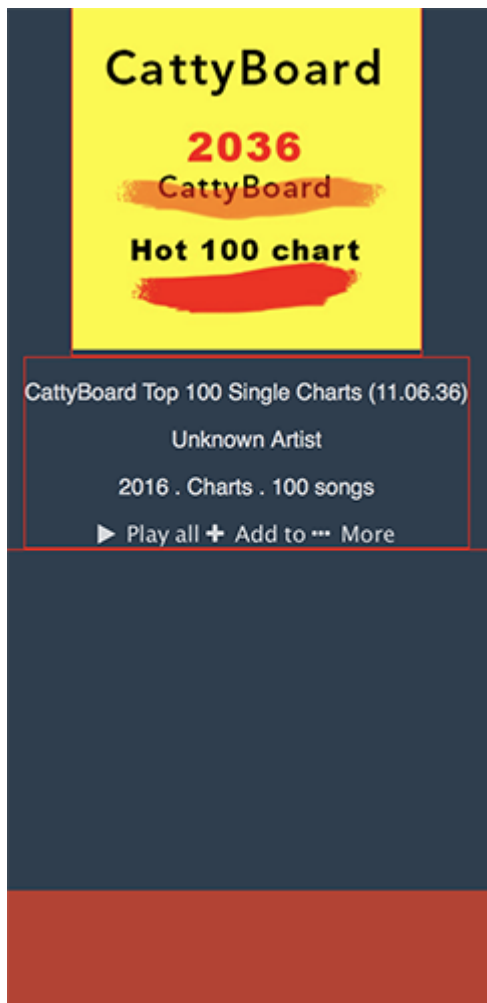 CattyBoard
2036
CattyBoard
Hot 100 chart
CattyBoard Top 100 Single Charts (11.06.36)
Unknown Artist
2016 . Charts . 100 songs
Play all Add to More